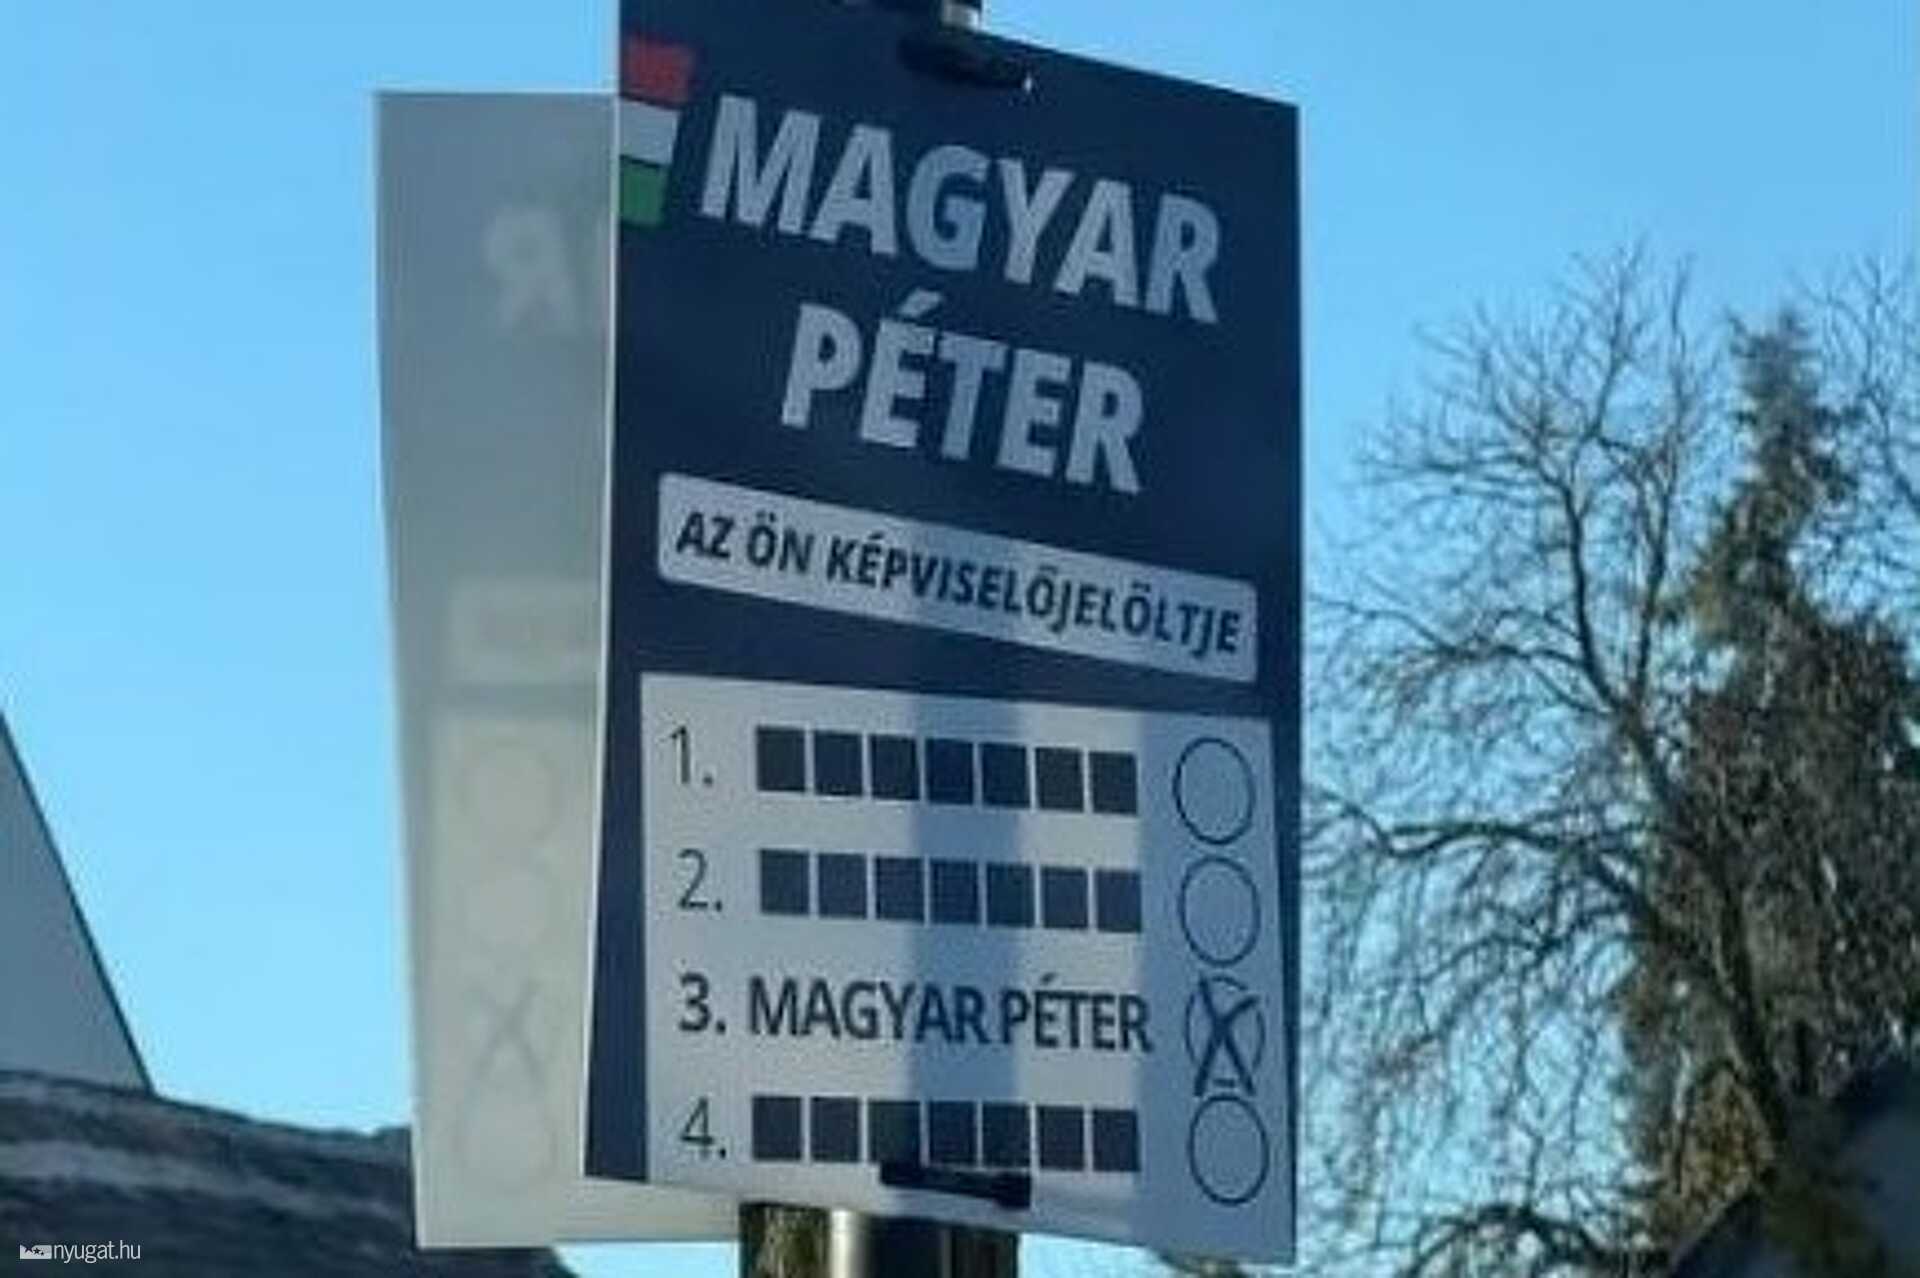 MAGYAR
PÉTER
AZ ÖN KÉPVISELŐJELÖLTJE
1.
2.
3. MAGYAR PÉTER
4.
nyugat.hu